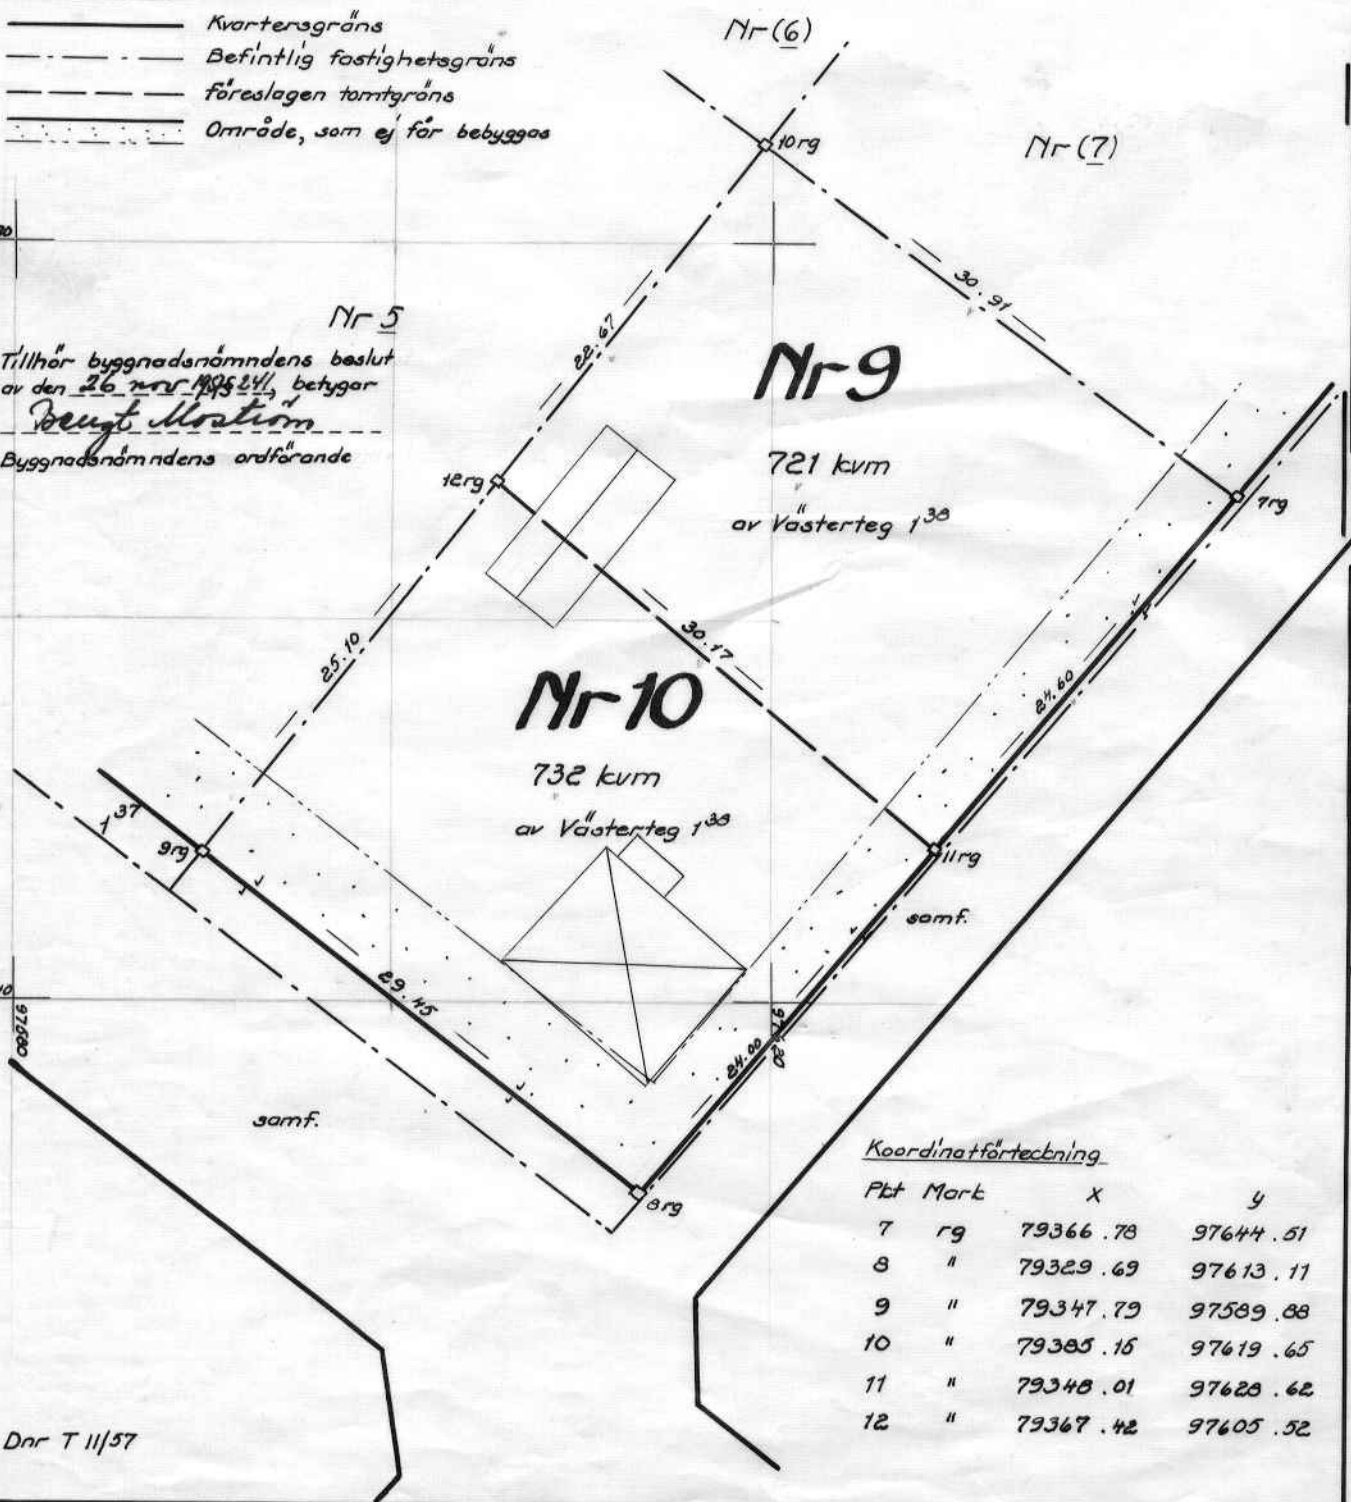 Kvartersgräns
Befintlig fastighetsgräns
föreslagen tomtgräns
Område, som ej får bebyggas
Nr (6)
10rg
Nr (7)
Nr 5
Tillhör byggnadsnämndens beslut
av den 26 nov 241, betygar
Bengt
Byggnadsnämndens ordförande
22.67
30.91
Nr 9
721 kvm
av Västerteg 1³⁸
12rg
7rg
25.10
30.17
24.60
Nr 10
732 kvm
av Västerteg 1³⁸
1³⁷
9rg
11rg
samf.
29.45
24.00
97600
97620
samf.
8rg
Koordinatförteckning
Pkt Mark X y
7 rg 79366.78 97644.51
8 " 79329.69 97613.11
9 " 79347.79 97589.88
10 " 79385.15 97619.65
11 " 79348.01 97628.62
12 " 79367.42 97605.52
Dnr T 11/57